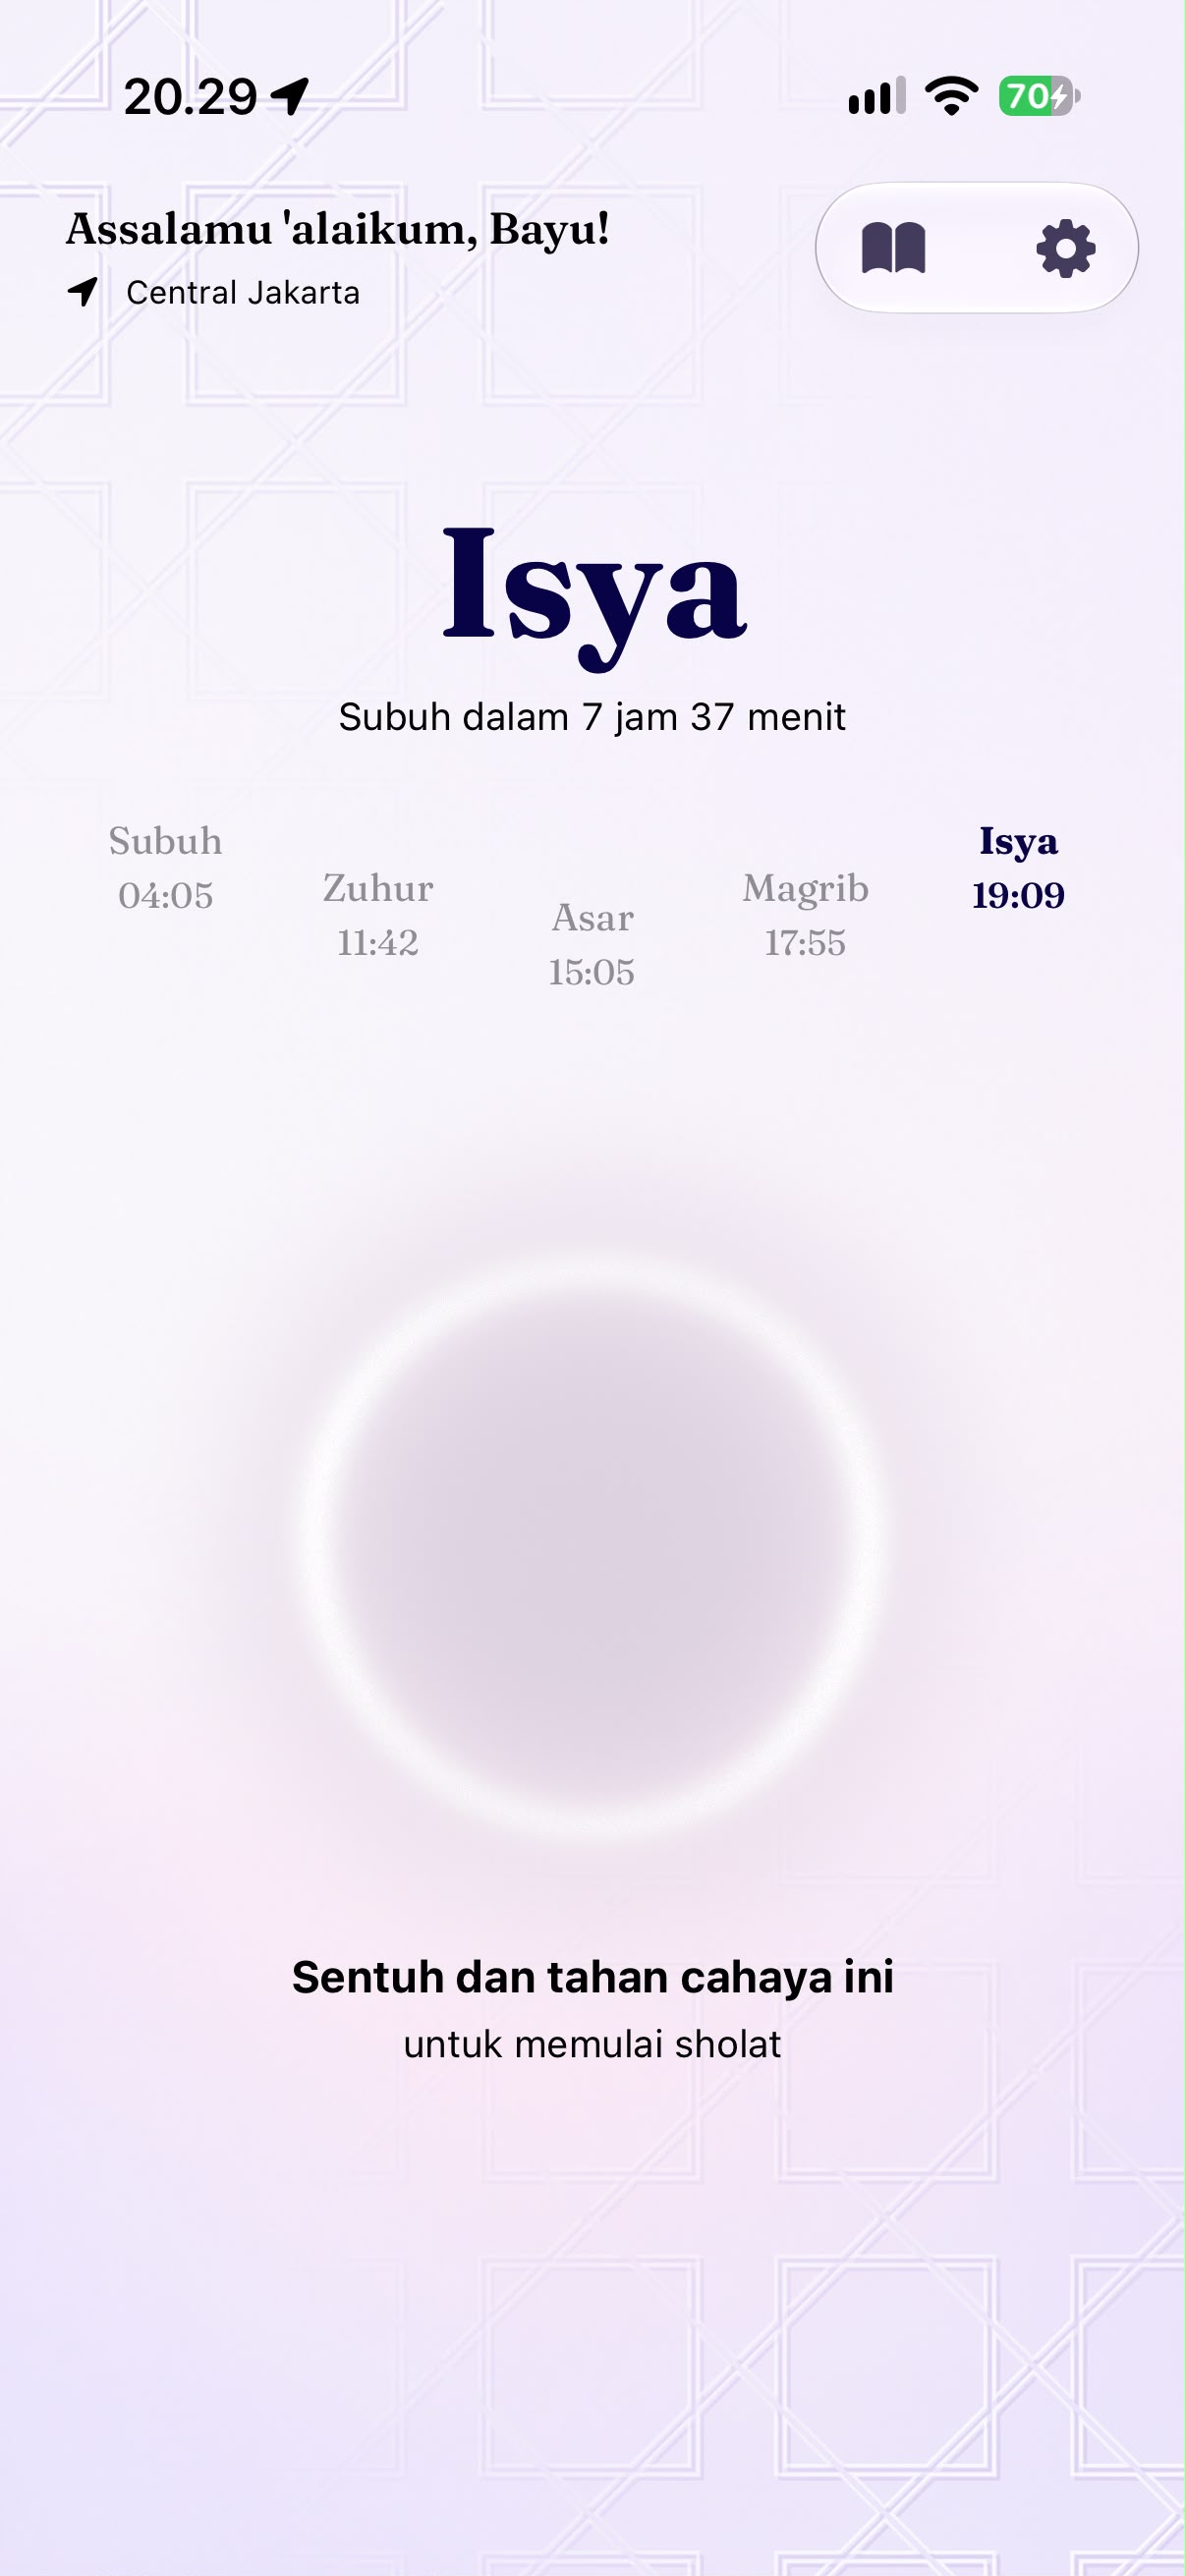 20.29
70
Assalamu 'alaikum, Bayu!
Central Jakarta
Isya
Subuh dalam 7 jam 37 menit
Subuh
04:05
Zuhur
11:42
Asar
15:05
Magrib
17:55
Isya
19:09
Sentuh dan tahan cahaya ini
untuk memulai sholat